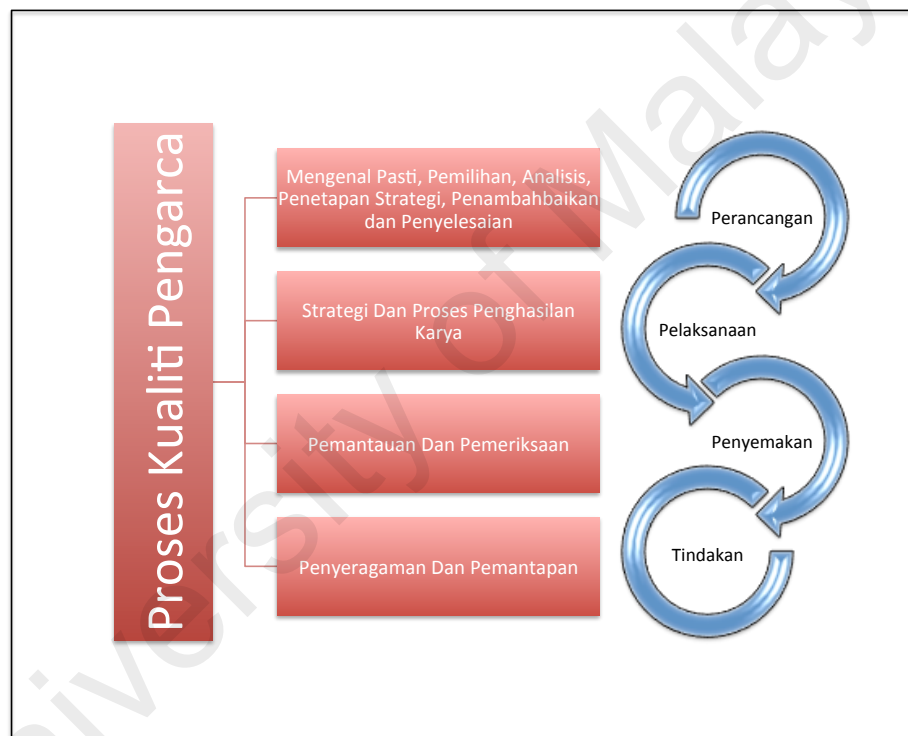 Proses Kualiti Pengarca
Mengenal Pasti, Pemilihan, Analisis,
Penetapan Strategi, Penambahbaikan
dan Penyelesaian
Strategi Dan Proses Penghasilan
Karya
Pemantauan Dan Pemeriksaan
Penyeragaman Dan Pemantapan
Perancangan
Pelaksanaan
Penyemakan
Tindakan
University of Malay